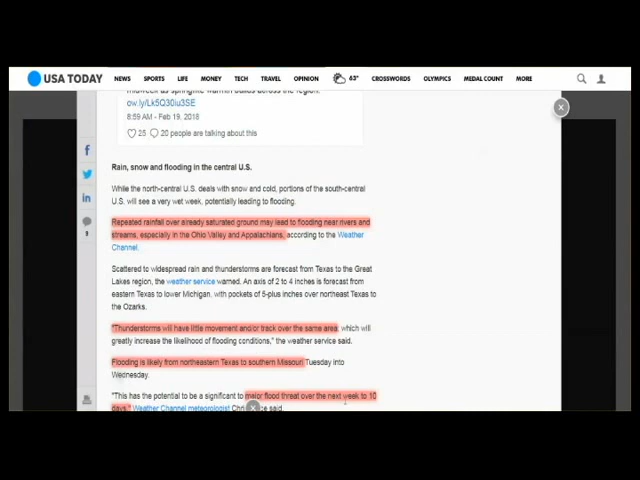 USA TODAY NEWS SPORTS LIFE MONEY TECH TRAVEL OPINION 63° CROSSWORDS OLYMPICS MEDAL COUNT MORE
ow.ly/Lk5Q30iu3SE
8:59 AM - Feb 19, 2018
25 20 people are talking about this
Rain, snow and flooding in the central U.S.
While the north-central U.S. deals with snow and cold, portions of the south-central
U.S. will see a very wet week, potentially leading to flooding.
Repeated rainfall over already saturated ground may lead to flooding near rivers and
streams, especially in the Ohio Valley and Appalachians, according to the Weather
Channel.
Scattered to widespread rain and thunderstorms are forecast from Texas to the Great
Lakes region, the weather service warned. An axis of 2 to 4 inches is forecast from
eastern Texas to lower Michigan, with pockets of 5-plus inches over northeast Texas to
the Ozarks.
"Thunderstorms will have little movement and/or track over the same area, which will
greatly increase the likelihood of flooding conditions," the weather service said.
Flooding is likely from northeastern Texas to southern Missouri Tuesday into
Wednesday.
"This has the potential to be a significant to major flood threat over the next week to 10
days," Weather Channel meteorologist said.